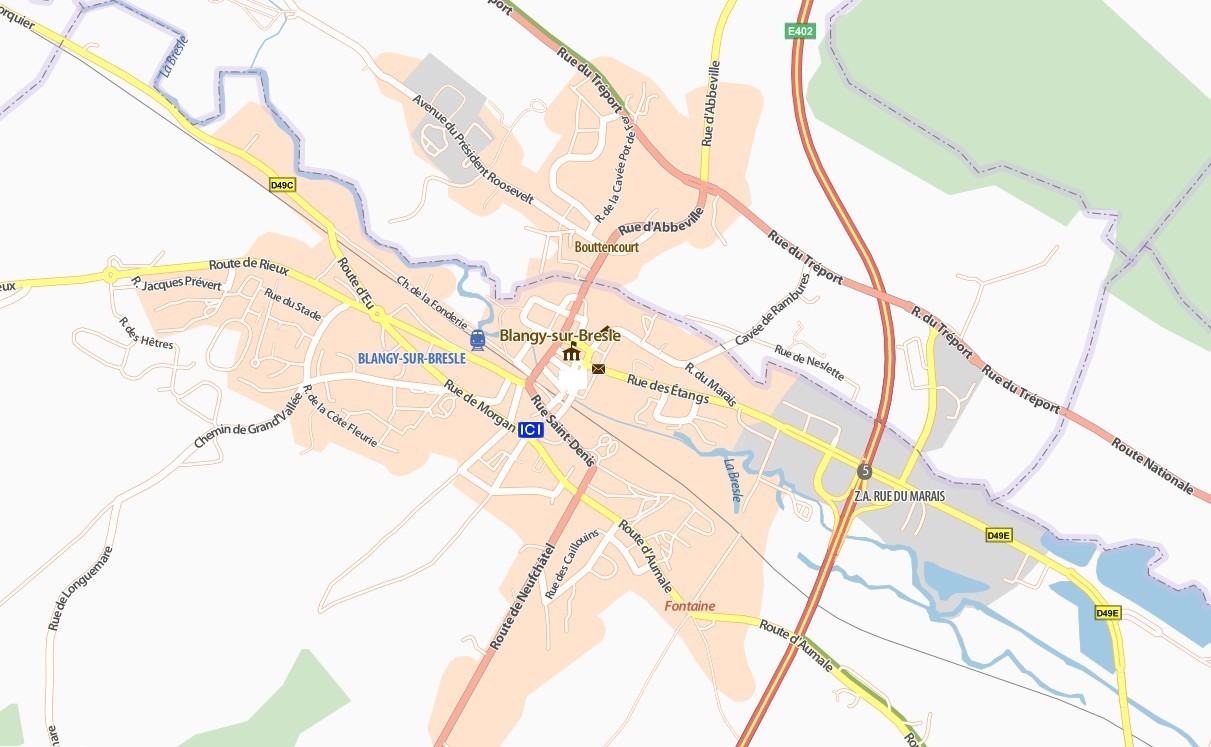 La Bresle
port
E402
Rue du Tréport
Rue d'Abbeville
Avenue du Président Roosevelt
R. de la Cavée Pot de Fer
D49C
Rue d'Abbeville
Bouttencourt
Rue du Tréport
Route de Rieux
R. Jacques Prévert
Route d'Eu
Ch. de la Fonderie
Rue du Stade
Cavée de Rambures
R. du Tréport
R. des Hêtres
Blangy-sur-Bresle
BLANGY-SUR-BRESLE
Rue de Neslette
R. du Marais
Rue des Étangs
Rue du Tréport
Rue de Morgan
Rue Saint-Denis
R. de la Côte Fleurie
Chemin de Grand'Vallée
ICI
Route Nationale
La Bresle
5
Z.A. RUE DU MARAIS
D49E
Route d'Aumale
Rue des Caillouins
Route de Neufchâtel
Rue de Longuemare
Fontaine
D49E
Route d'Aumale